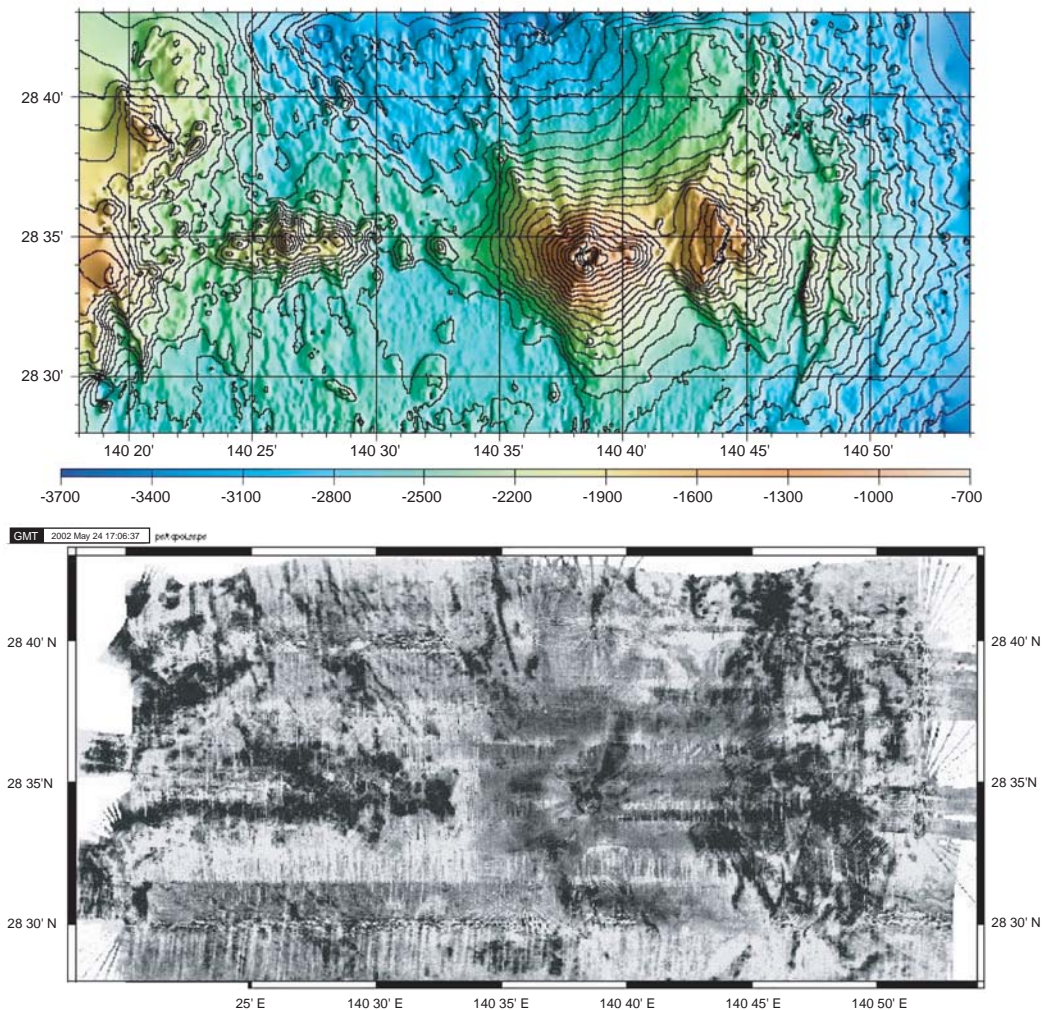 28 40'
28 35'
28 30'
140 20' 140 25' 140 30' 140 35' 140 40' 140 45' 140 50'
-3700 -3400 -3100 -2800 -2500 -2200 -1900 -1600 -1300 -1000 -700
GMT 2002 May 24 17:06:37
28 40' N 28 40' N
28 35'N 28 35'N
28 30' N 28 30' N
25' E 140 30' E 140 35' E 140 40' E 140 45' E 140 50' E